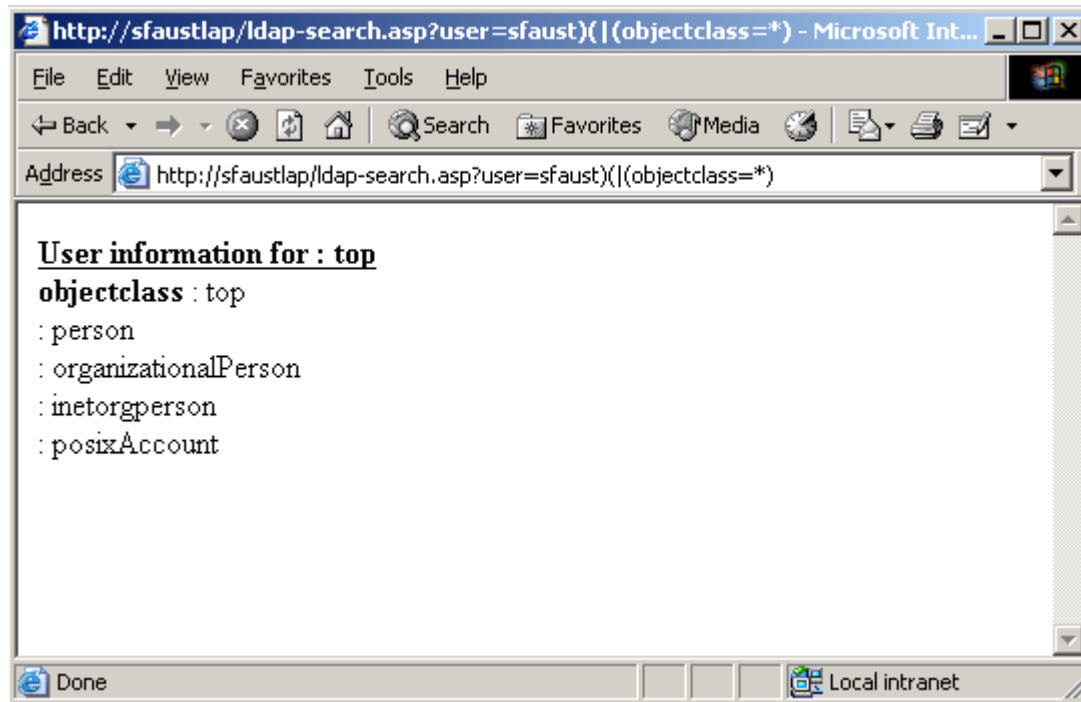 http://sfaustlap/ldap-search.asp?user=sfaust)(|(objectclass=*) - Microsoft Int...
File Edit View Favorites Tools Help
Back Search Favorites Media
Address http://sfaustlap/ldap-search.asp?user=sfaust)(|(objectclass=*)
User information for : top
objectclass : top
: person
: organizationalPerson
: inetorgperson
: posixAccount
Done Local intranet